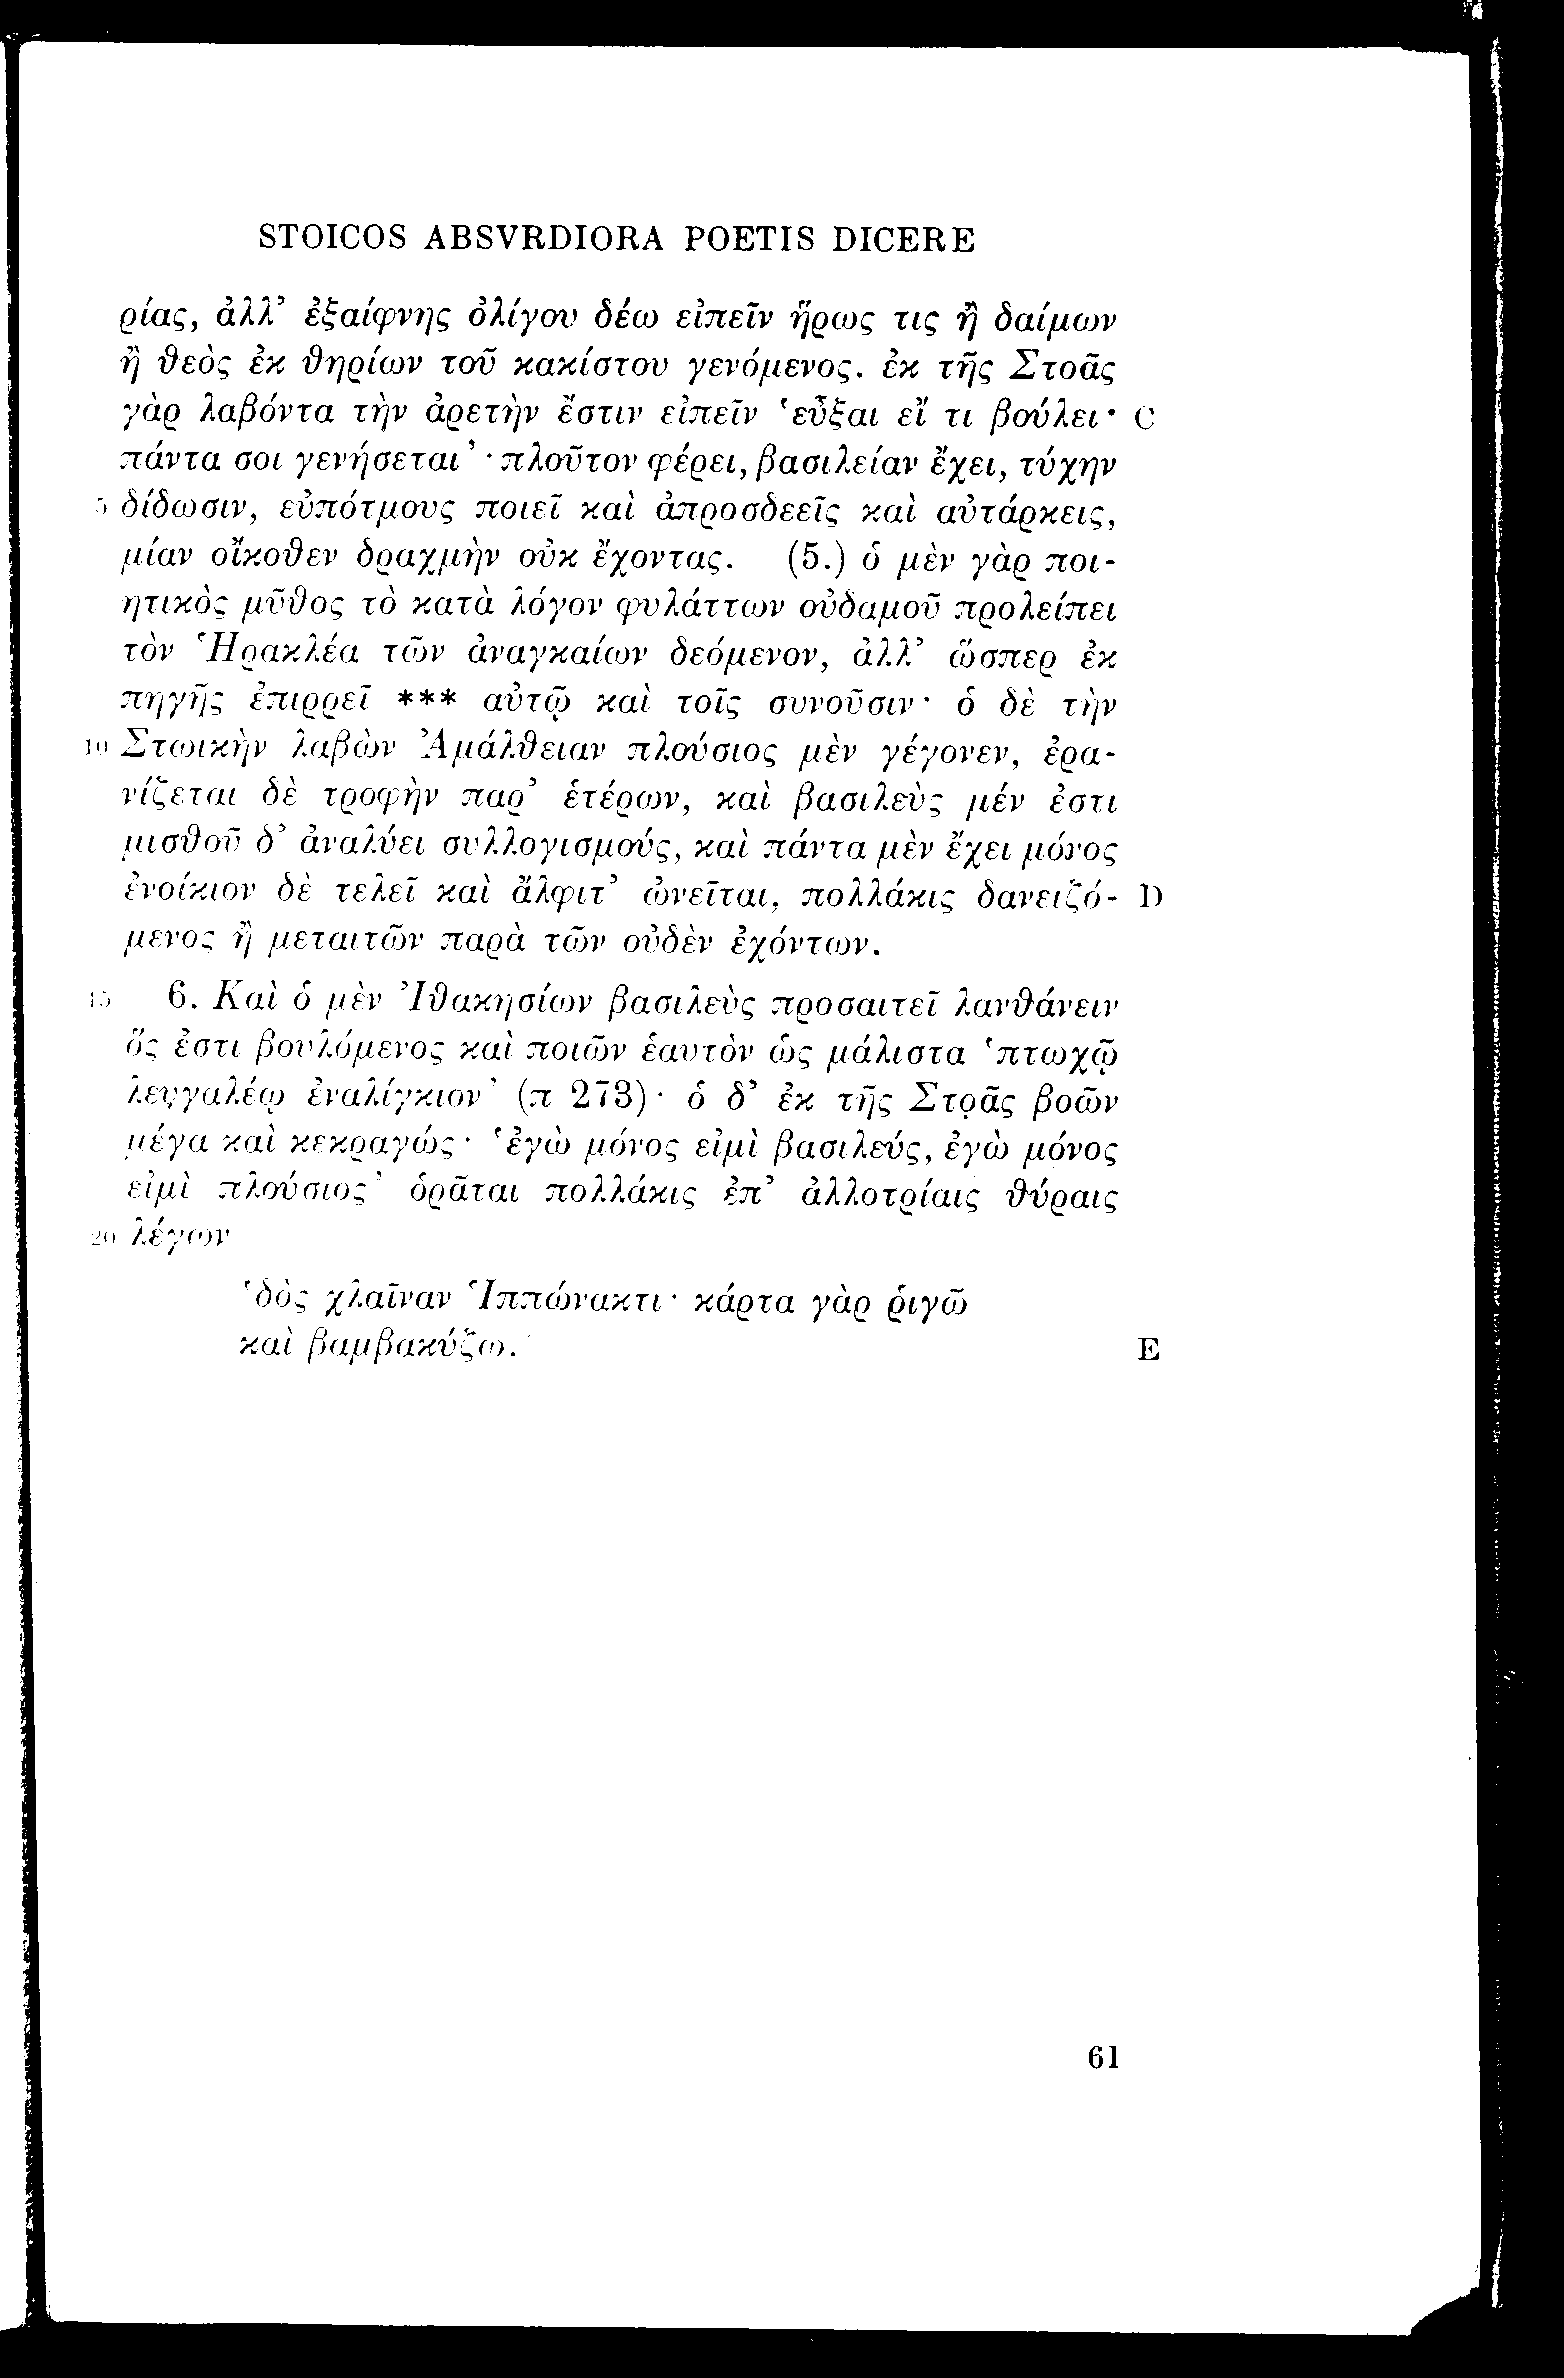 STOICOS ABSVRDIORA POETIS DICERE
ρίας, ἀλλ’ ἐξαίφνης ὀλίγου δέω εἰπεῖν ἥρως τις ἢ δαίμων
ἢ θεὸς ἐκ θηρίων τοῦ κακίστου γενόμενος. ἐκ τῆς Στοᾶς
γὰρ λαβόντα τὴν ἀρετὴν ἔστιν εἰπεῖν ‘εὖξαι εἴ τι βούλει· C
πάντα σοι γενήσεται’· πλοῦτον φέρει, βασιλείαν ἔχει, τύχην
5 δίδωσιν, εὐπότμους ποιεῖ καὶ ἀπροσδεεῖς καὶ αὐτάρκεις,
μίαν οἴκοθεν δραχμὴν οὐκ ἔχοντας. (5.) ὁ μὲν γὰρ ποι-
ητικὸς μῦθος τὸ κατὰ λόγον φυλάττων οὐδαμοῦ προλείπει
τὸν Ἡρακλέα τῶν ἀναγκαίων δεόμενον, ἀλλ’ ὥσπερ ἐκ
πηγῆς ἐπιρρεῖ *** αὐτῷ καὶ τοῖς συνοῦσιν· ὁ δὲ τὴν
10 Στωικὴν λαβὼν Ἀμάλθειαν πλούσιος μὲν γέγονεν, ἐρα-
νίζεται δὲ τροφὴν παρ’ ἑτέρων, καὶ βασιλεὺς μέν ἐστι
μισθοῦ δ’ ἀναλύει συλλογισμούς, καὶ πάντα μὲν ἔχει μόνος
ἐνοίκιον δὲ τελεῖ καὶ ἄλφιτ’ ὠνεῖται, πολλάκις δανειζό- D
μενος ἢ μεταιτῶν παρὰ τῶν οὐδὲν ἐχόντων.
15 6. Καὶ ὁ μὲν Ἰθακησίων βασιλεὺς προσαιτεῖ λανθάνειν
ὅς ἐστι βουλόμενος καὶ ποιῶν ἑαυτὸν ὡς μάλιστα ‘πτωχῷ
λευγαλέῳ ἐναλίγκιον’ (π 273)· ὁ δ’ ἐκ τῆς Στοᾶς βοῶν
μέγα καὶ κεκραγώς· ‘ἐγὼ μόνος εἰμὶ βασιλεύς, ἐγὼ μόνος
εἰμὶ πλούσιος’ ὁρᾶται πολλάκις ἐπ’ ἀλλοτρίαις θύραις
20 λέγων
‘δὸς χλαῖναν Ἱππώνακτι· κάρτα γὰρ ῥιγῶ
καὶ βαμβακύζω.’ E
61